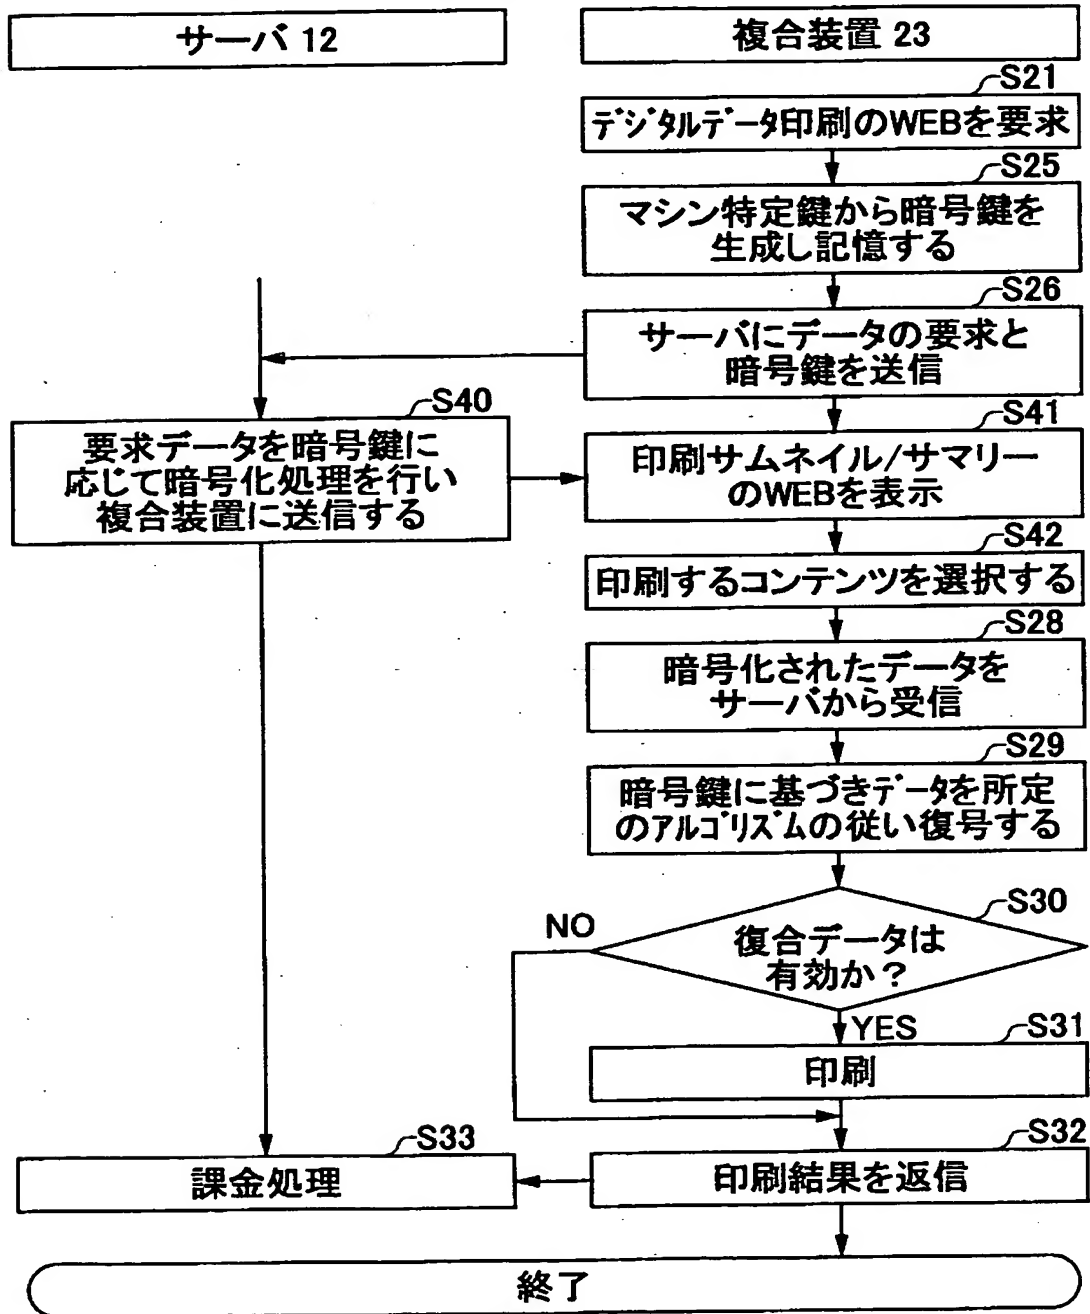 サーバ 12
複合装置 23
S21
デジタルデータ印刷のWEBを要求
S25
マシン特定鍵から暗号鍵を
生成し記憶する
S26
サーバにデータの要求と
暗号鍵を送信
S40
要求データを暗号鍵に
応じて暗号化処理を行い
複合装置に送信する
S41
印刷サムネイル/サマリー
のWEBを表示
S42
印刷するコンテンツを選択する
S28
暗号化されたデータを
サーバから受信
S29
暗号鍵に基づきデータを所定
のアルゴリズムの従い復号する
S30
NO
復合データは
有効か？
YES
S31
印刷
S33
課金処理
S32
印刷結果を返信
終了